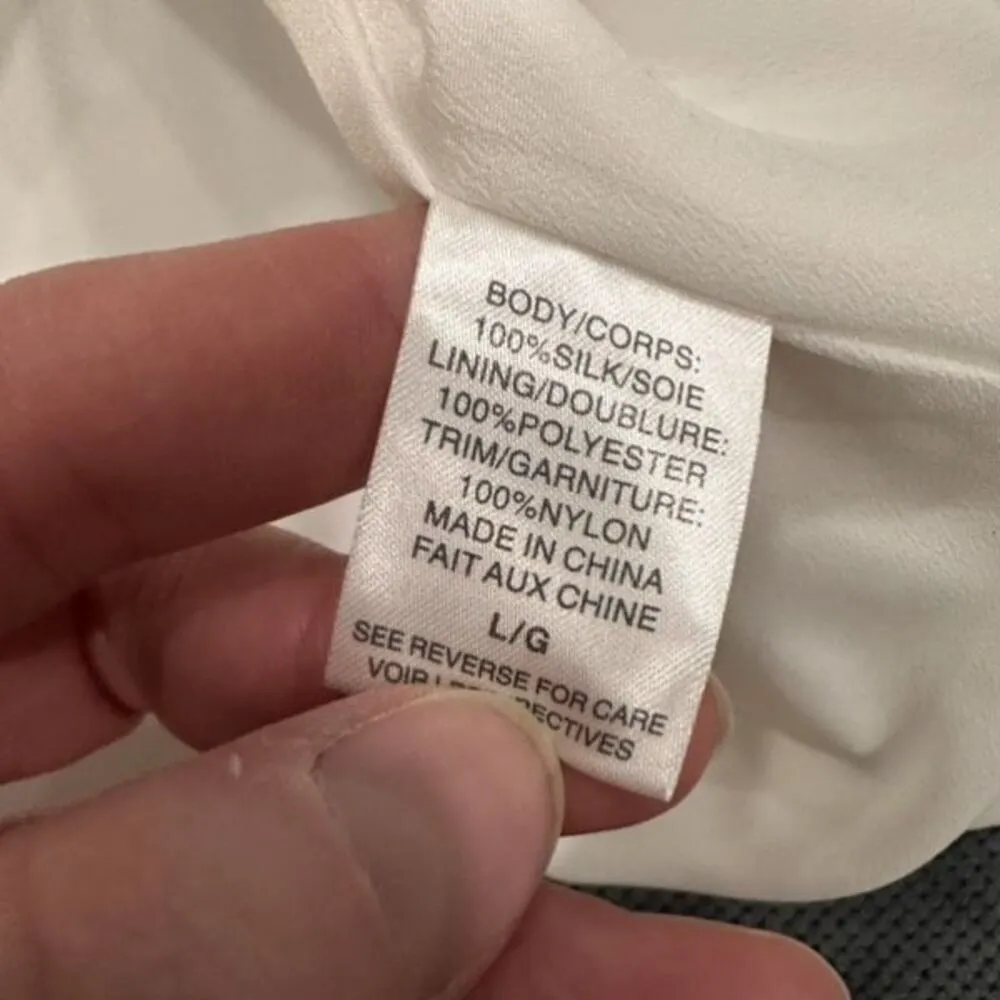 BODY/CORPS:
100%SILK/SOIE
LINING/DOUBLURE:
100%POLYESTER
TRIM/GARNITURE:
100%NYLON
MADE IN CHINA
FAIT AUX CHINE
L/G
SEE REVERSE FOR CARE
VOIR